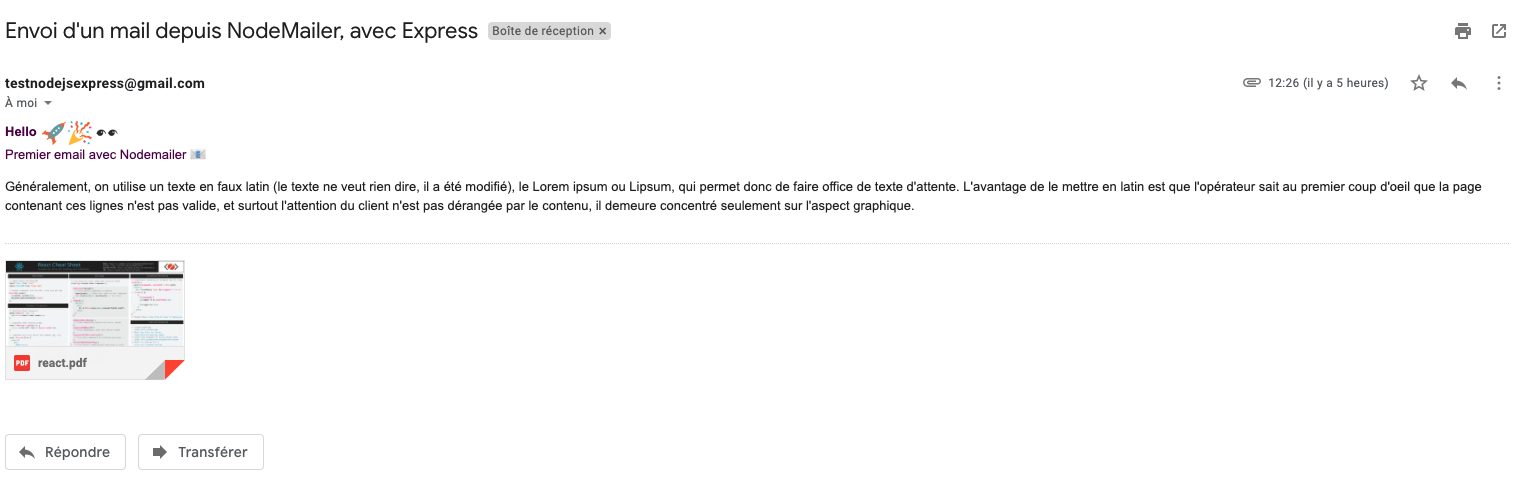 Envoi d'un mail depuis NodeMailer, avec Express Boîte de réception ×
testnodejsexpress@gmail.com 12:26 (il y a 5 heures)
À moi
Hello
Premier email avec Nodemailer
Généralement, on utilise un texte en faux latin (le texte ne veut rien dire, il a été modifié), le Lorem ipsum ou Lipsum, qui permet donc de faire office de texte d'attente. L'avantage de le mettre en latin est que l'opérateur sait au premier coup d'oeil que la page
contenant ces lignes n'est pas valide, et surtout l'attention du client n'est pas dérangée par le contenu, il demeure concentré seulement sur l'aspect graphique.
React Cheat Sheet
PDF react.pdf
Répondre Transférer